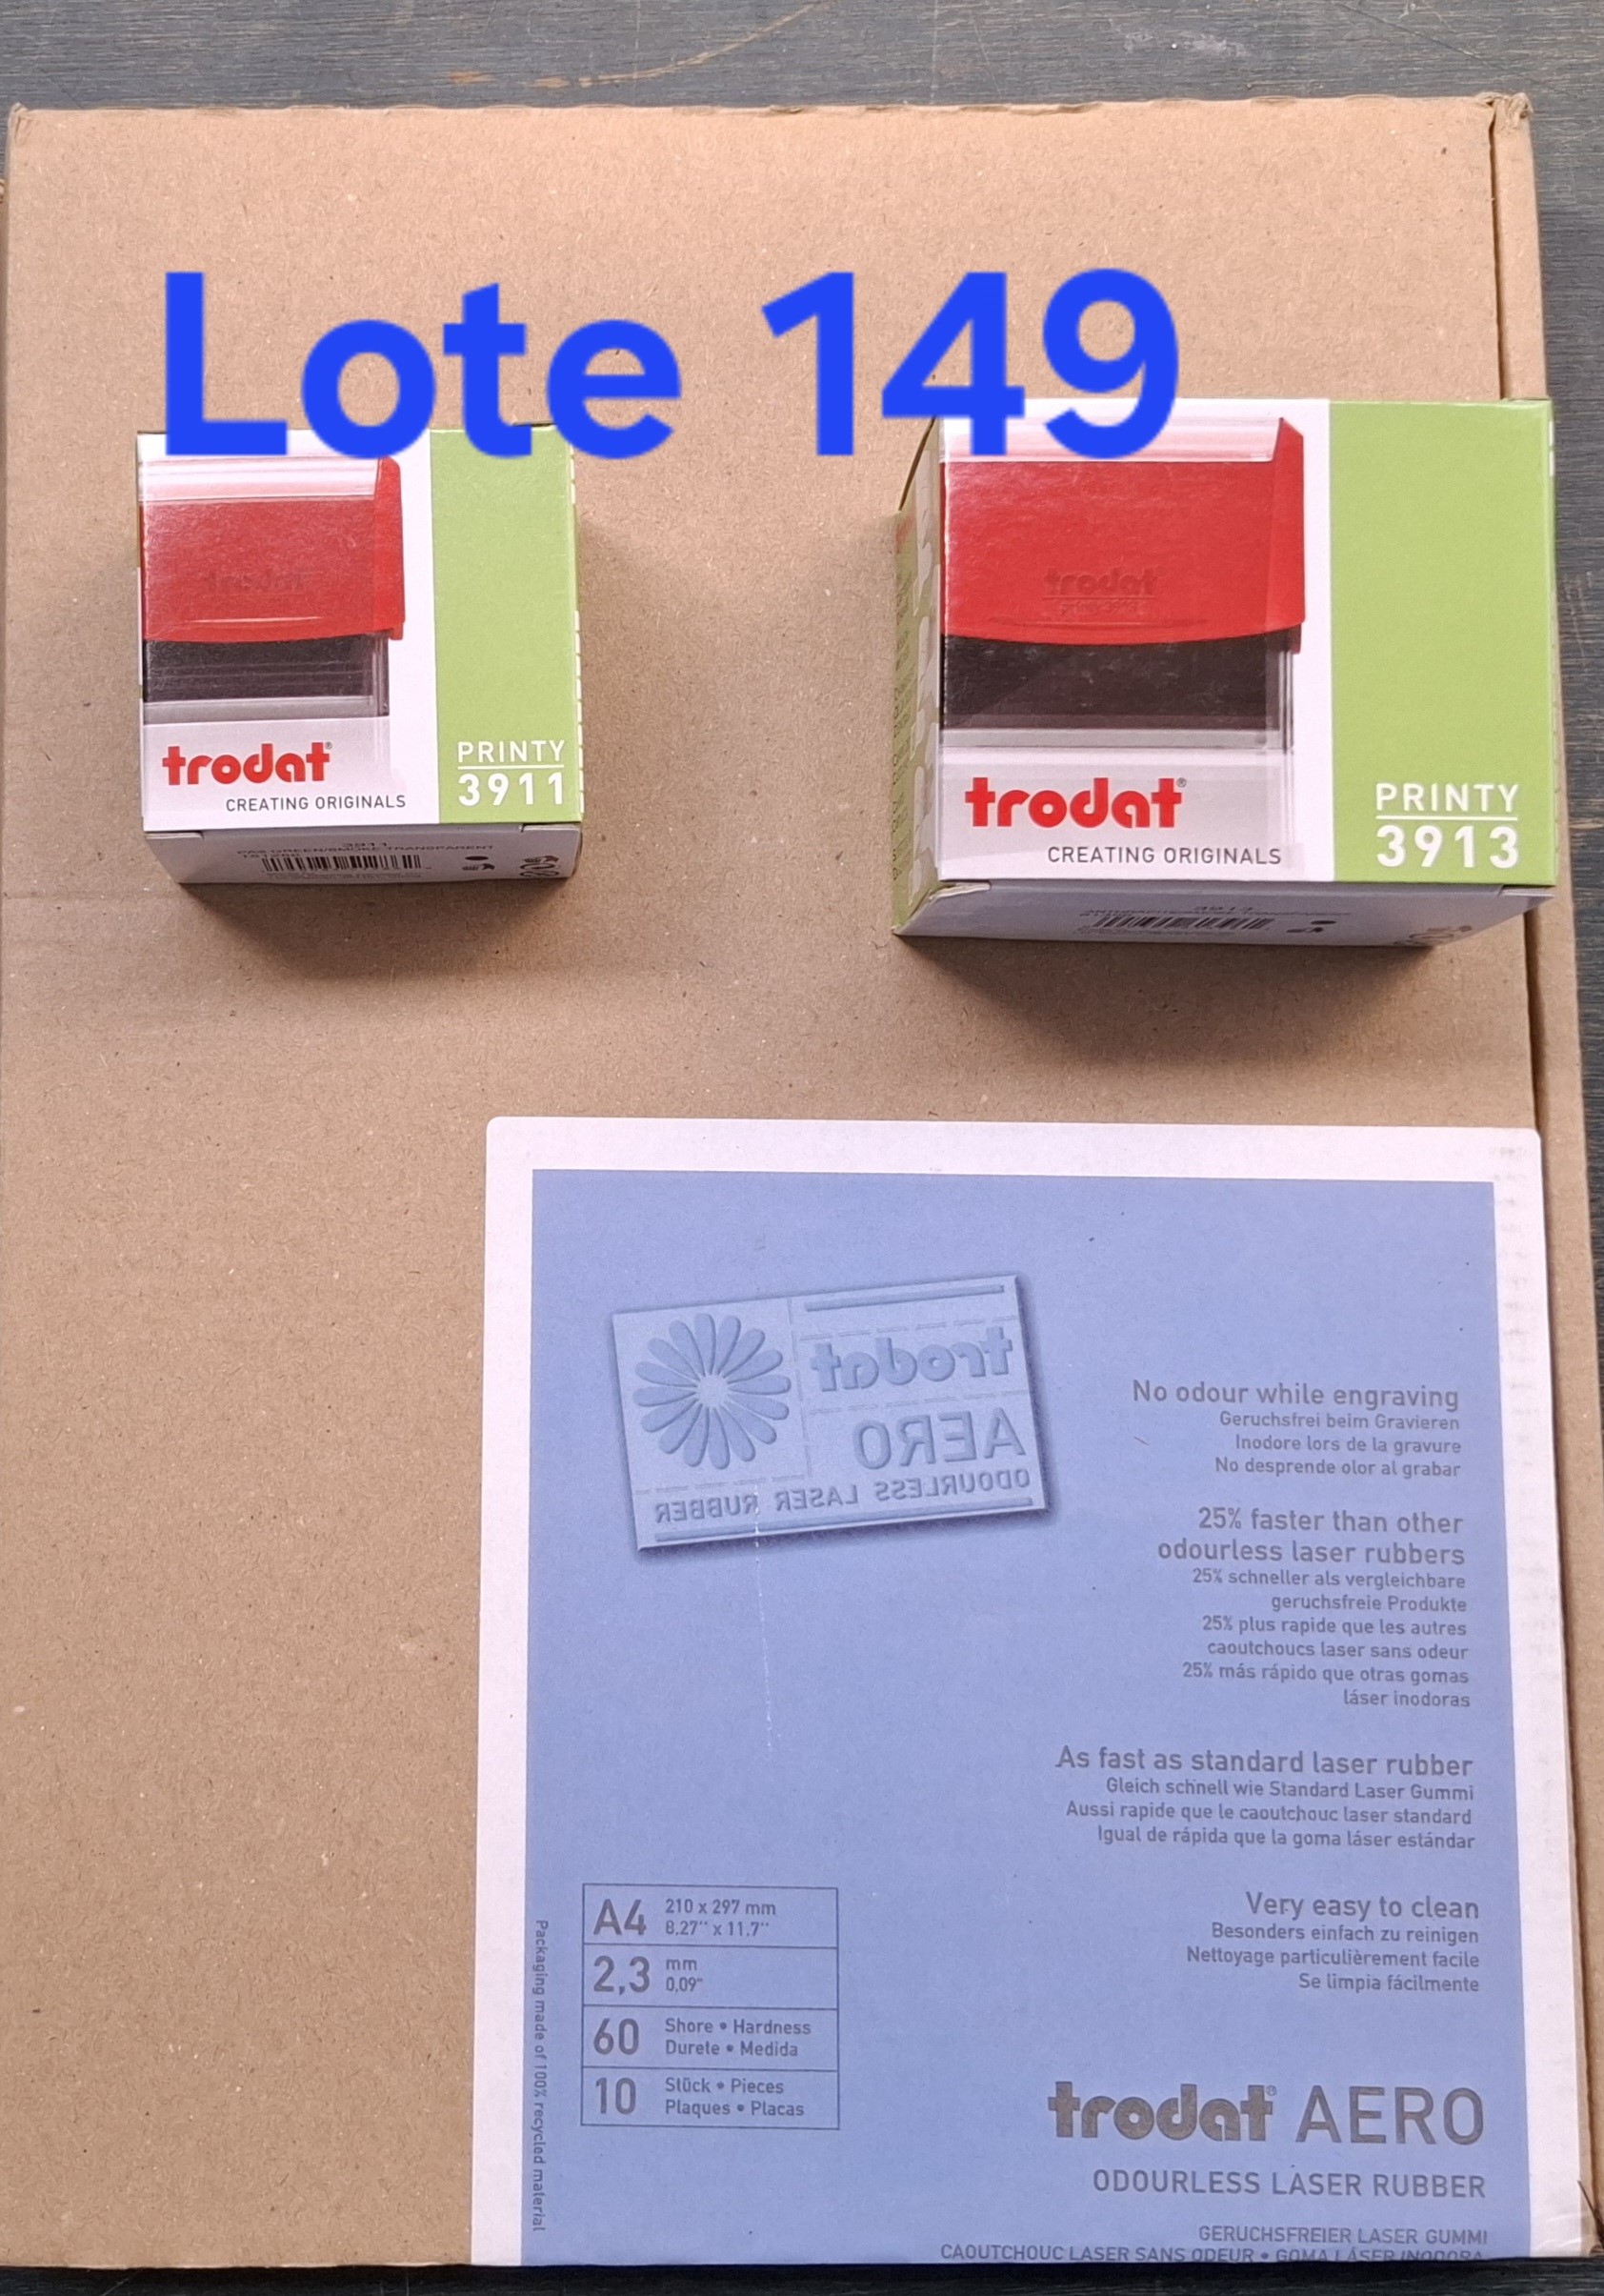 Lote 149
trodat
CREATING ORIGINALS
PRINTY
3911
3911
trodat
printy 3913
trodat
CREATING ORIGINALS
PRINTY
3913
3913
trodat
AERO
ODOURLESS LASER RUBBER
No odour while engraving
Geruchsfrei beim Gravieren
Inodore lors de la gravure
No desprende olor al grabar
25% faster than other
odourless laser rubbers
25% schneller als vergleichbare
geruchsfreie Produkte
25% plus rapide que les autres
caoutchoucs laser sans odeur
25% más rápido que otras gomas
láser inodoras
As fast as standard laser rubber
Gleich schnell wie Standard Laser Gummi
Aussi rapide que le caoutchouc laser standard
Igual de rápida que la goma láser estándar
Very easy to clean
Besonders einfach zu reinigen
Nettoyage particulièrement facile
Se limpia fácilmente
A4 210 x 297 mm
8.27" x 11.7"
2,3 mm
0,09"
60 Shore • Hardness
Durete • Medida
10 Stück • Pieces
Plaques • Placas
Packaging made of 100% recycled material
trodat® AERO
ODOURLESS LASER RUBBER
GERUCHSFREIER LASER GUMMI
CAOUTCHOUC LASER SANS ODEUR • GOMA LÁSER INODORA